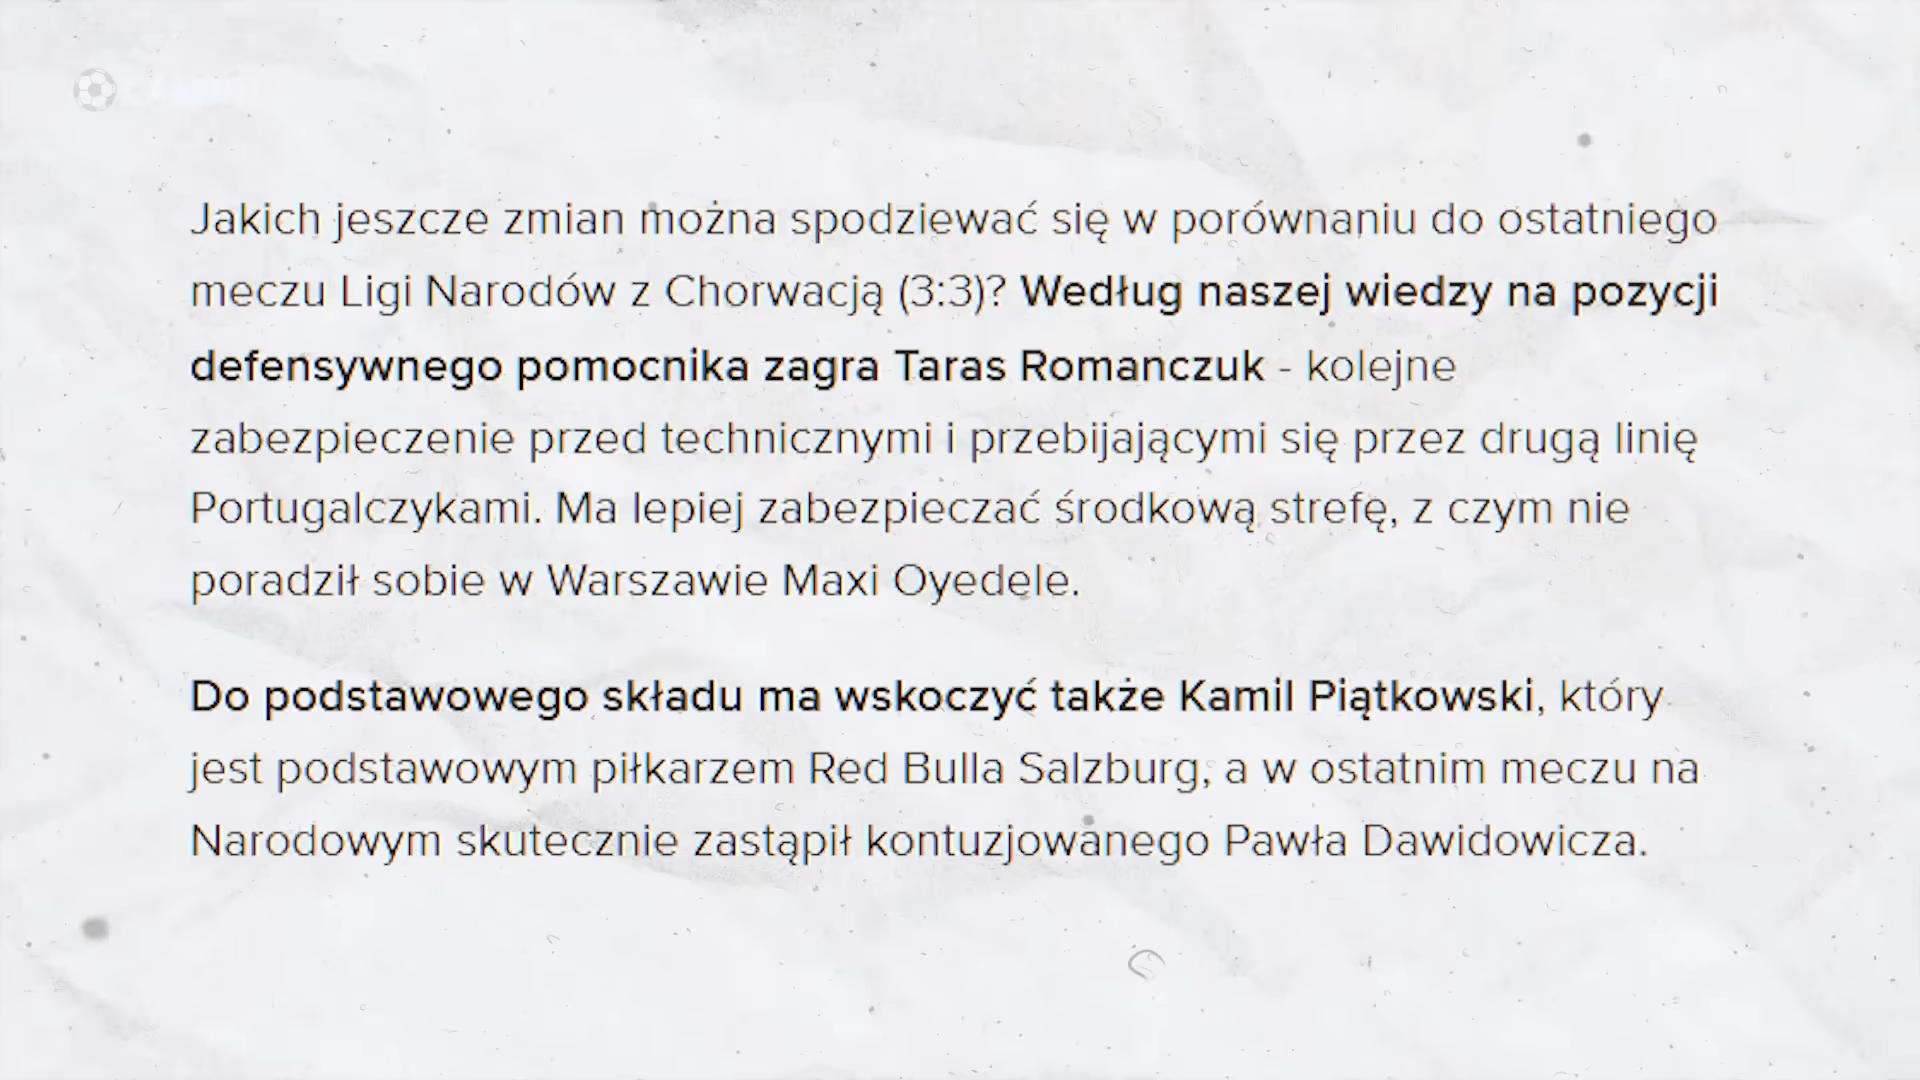 Jakich jeszcze zmian można spodziewać się w porównaniu do ostatniego
meczu Ligi Narodów z Chorwacją (3:3)? Według naszej wiedzy na pozycji
defensywnego pomocnika zagra Taras Romanczuk - kolejne
zabezpieczenie przed technicznymi i przebijającymi się przez drugą linię
Portugalczykami. Ma lepiej zabezpieczać środkową strefę, z czym nie
poradził sobie w Warszawie Maxi Oyedele.
Do podstawowego składu ma wskoczyć także Kamil Piątkowski, który
jest podstawowym piłkarzem Red Bulla Salzburg, a w ostatnim meczu na
Narodowym skutecznie zastąpił kontuzjowanego Pawła Dawidowicza.